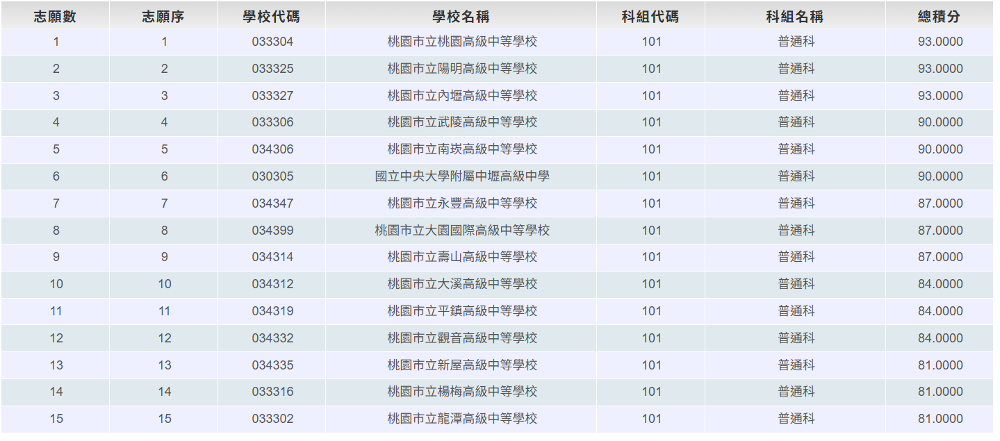 志願數 志願序 學校代碼 學校名稱 科組代碼 科組名稱 總積分
1 1 033304 桃園市立桃園高級中等學校 101 普通科 93.0000
2 2 033325 桃園市立陽明高級中等學校 101 普通科 93.0000
3 3 033327 桃園市立內壢高級中等學校 101 普通科 93.0000
4 4 033306 桃園市立武陵高級中等學校 101 普通科 90.0000
5 5 034306 桃園市立南崁高級中等學校 101 普通科 90.0000
6 6 030305 國立中央大學附屬中壢高級中學 101 普通科 90.0000
7 7 034347 桃園市立永豐高級中等學校 101 普通科 87.0000
8 8 034399 桃園市立大園國際高級中等學校 101 普通科 87.0000
9 9 034314 桃園市立壽山高級中等學校 101 普通科 87.0000
10 10 034312 桃園市立大溪高級中等學校 101 普通科 84.0000
11 11 034319 桃園市立平鎮高級中等學校 101 普通科 84.0000
12 12 034332 桃園市立觀音高級中等學校 101 普通科 84.0000
13 13 034335 桃園市立新屋高級中等學校 101 普通科 81.0000
14 14 033316 桃園市立楊梅高級中等學校 101 普通科 81.0000
15 15 033302 桃園市立龍潭高級中等學校 101 普通科 81.0000